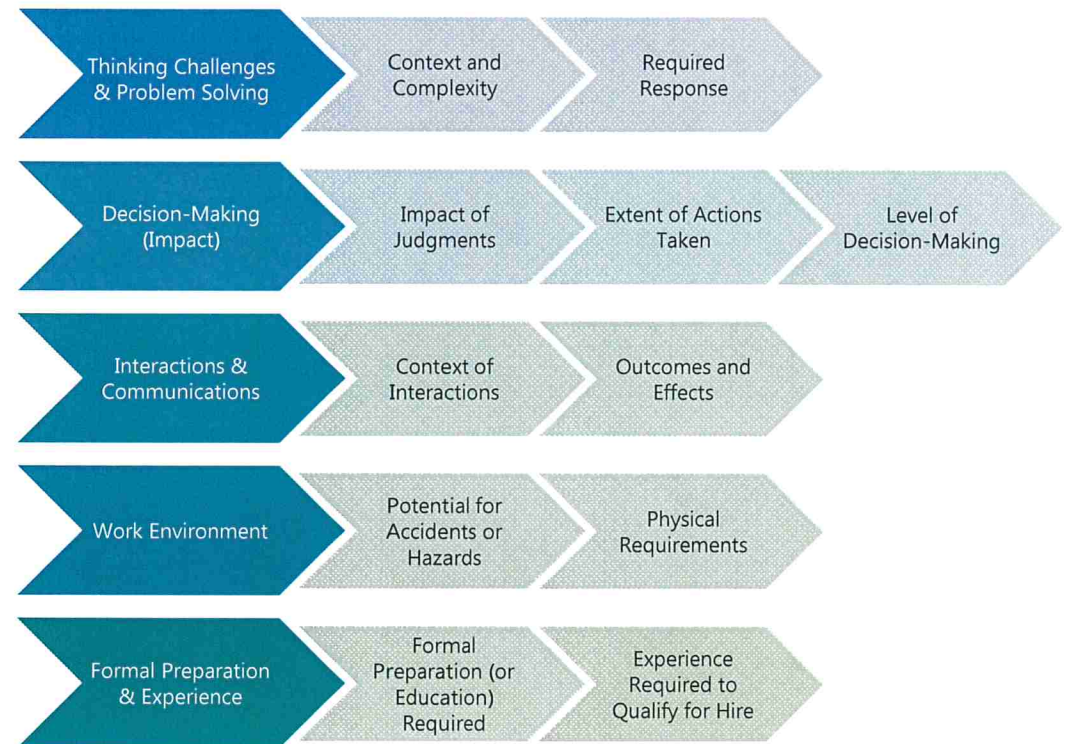 Thinking Challenges
& Problem Solving
Context and
Complexity
Required
Response
Decision-Making
(Impact)
Impact of
Judgments
Extent of Actions
Taken
Level of
Decision-Making
Interactions &
Communications
Context of
Interactions
Outcomes and
Effects
Work Environment
Potential for
Accidents or
Hazards
Physical
Requirements
Formal Preparation
& Experience
Formal
Preparation (or
Education)
Required
Experience
Required to
Qualify for Hire